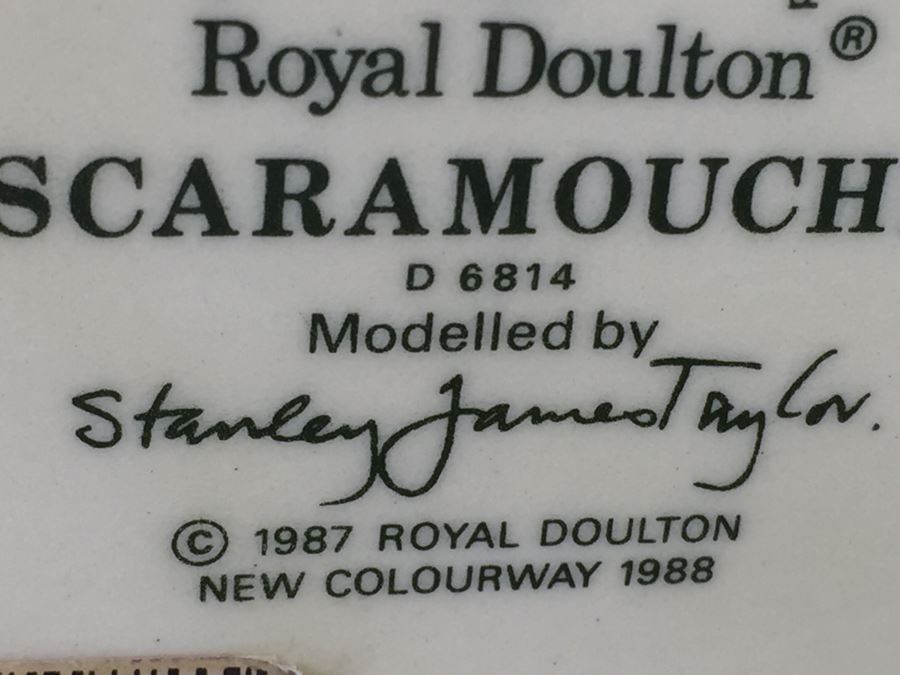 Royal Doulton®
SCARAMOUCH
D 6814
Modelled by
Stanley James Taylor.
© 1987 ROYAL DOULTON
NEW COLOURWAY 1988